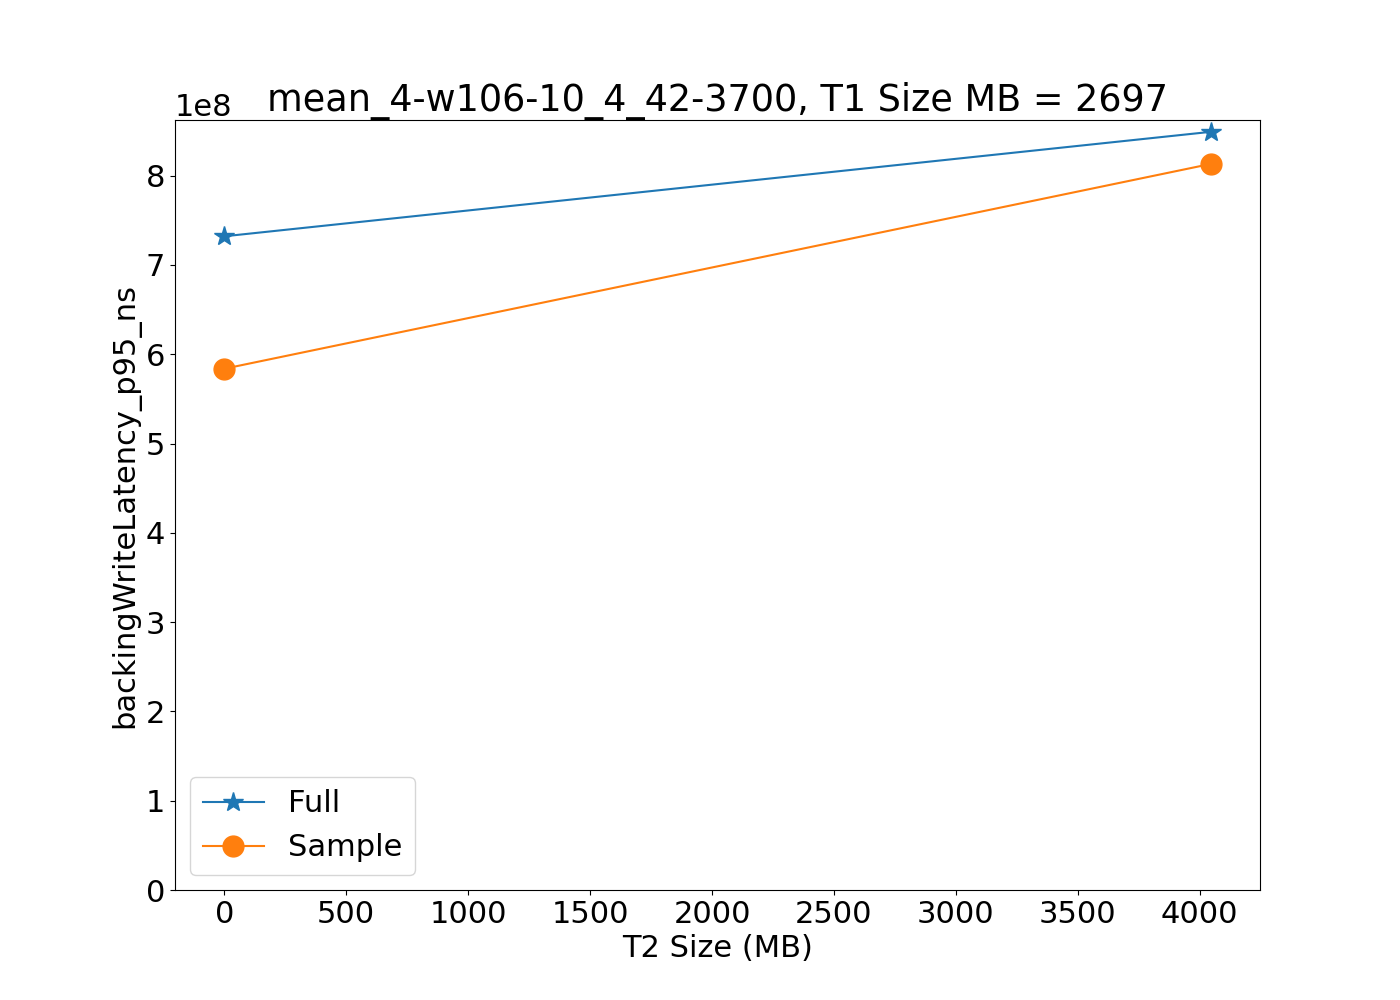 1e8
mean_4-w106-10_4_42-3700, T1 Size MB = 2697
backingWriteLatency_p95_ns
8
7
6
5
4
3
2
1
0
Full
Sample
0 500 1000 1500 2000 2500 3000 3500 4000
T2 Size (MB)